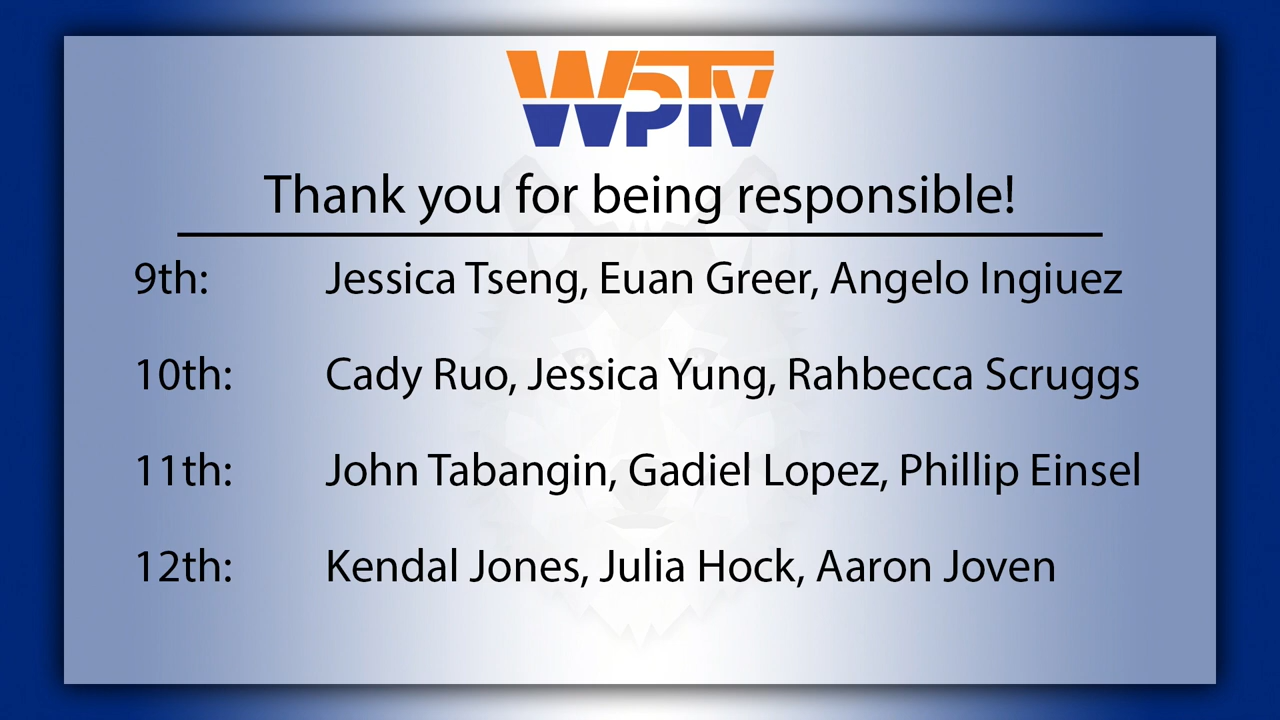 WPTV
Thank you for being responsible!
9th: Jessica Tseng, Euan Greer, Angelo Ingiuez
10th: Cady Ruo, Jessica Yung, Rahbecca Scruggs
11th: John Tabangin, Gadiel Lopez, Phillip Einsel
12th: Kendal Jones, Julia Hock, Aaron Joven